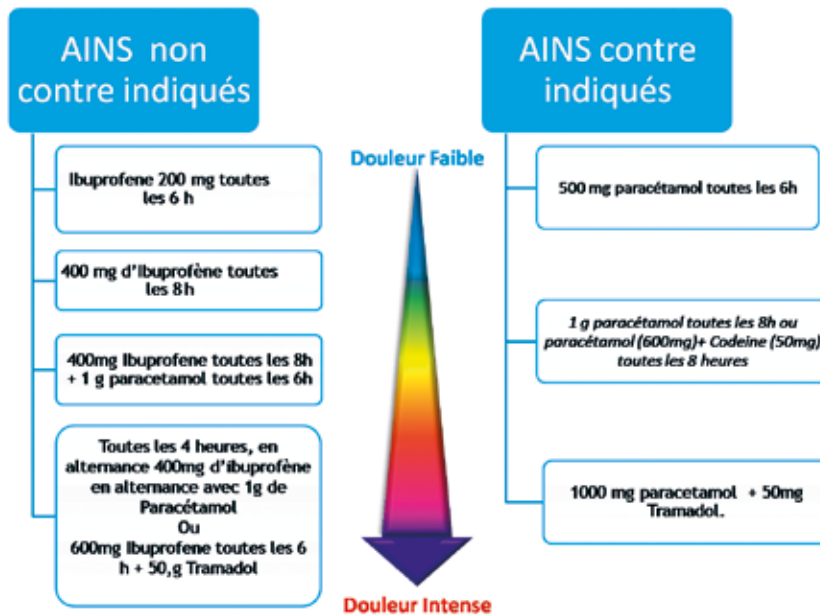 AINS non
contre indiqués
Ibuprofene 200 mg toutes
les 6 h
400 mg d'Ibuprofène toutes
les 8h
400mg Ibuprofene toutes les 8h
+ 1 g paracetamol toutes les 6h
Toutes les 4 heures, en
alternance 400mg d'ibuprofène
en alternance avec 1g de
Paracétamol
Ou
600mg Ibuprofene toutes les 6
h + 50,g Tramadol
Douleur Faible
Douleur Intense
AINS contre
indiqués
500 mg paracétamol toutes les 6h
1 g paracétamol toutes les 8h ou
paracétamol (600mg)+ Codeine (50mg)
toutes les 8 heures
1000 mg paracetamol + 50mg
Tramadol.